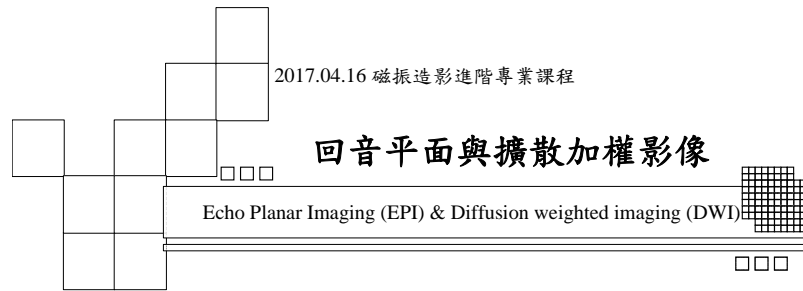 2017.04.16 磁振造影進階專業課程
回音平面與擴散加權影像
Echo Planar Imaging (EPI) & Diffusion weighted imaging (DWI)